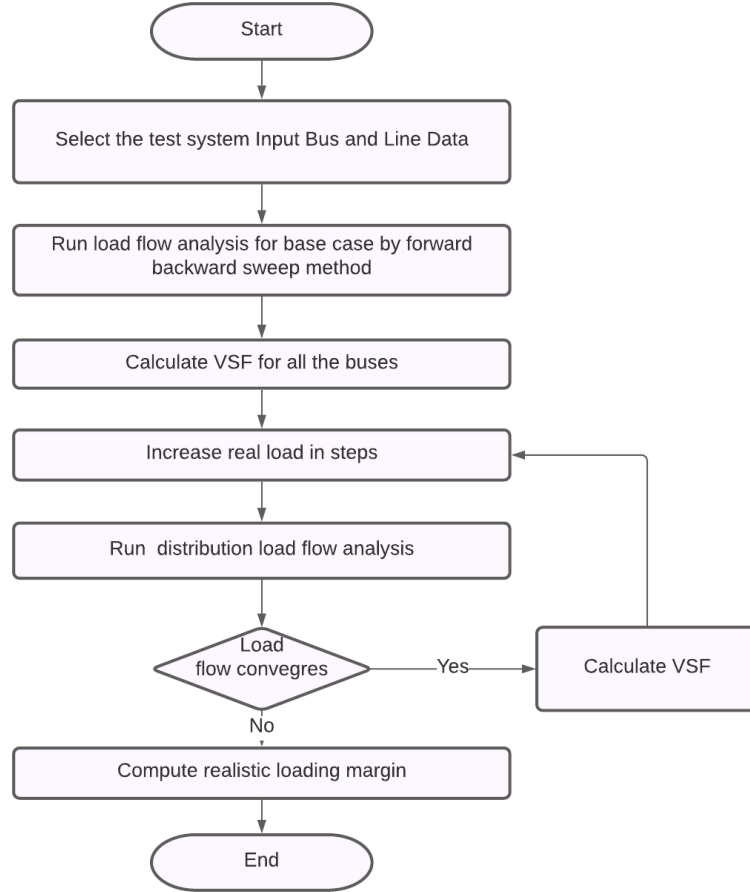 Start
Select the test system Input Bus and Line Data
Run load flow analysis for base case by forward
backward sweep method
Calculate VSF for all the buses
Increase real load in steps
Run  distribution load flow analysis
Load
flow convegres
Yes
Calculate VSF
No
Compute realistic loading margin
End